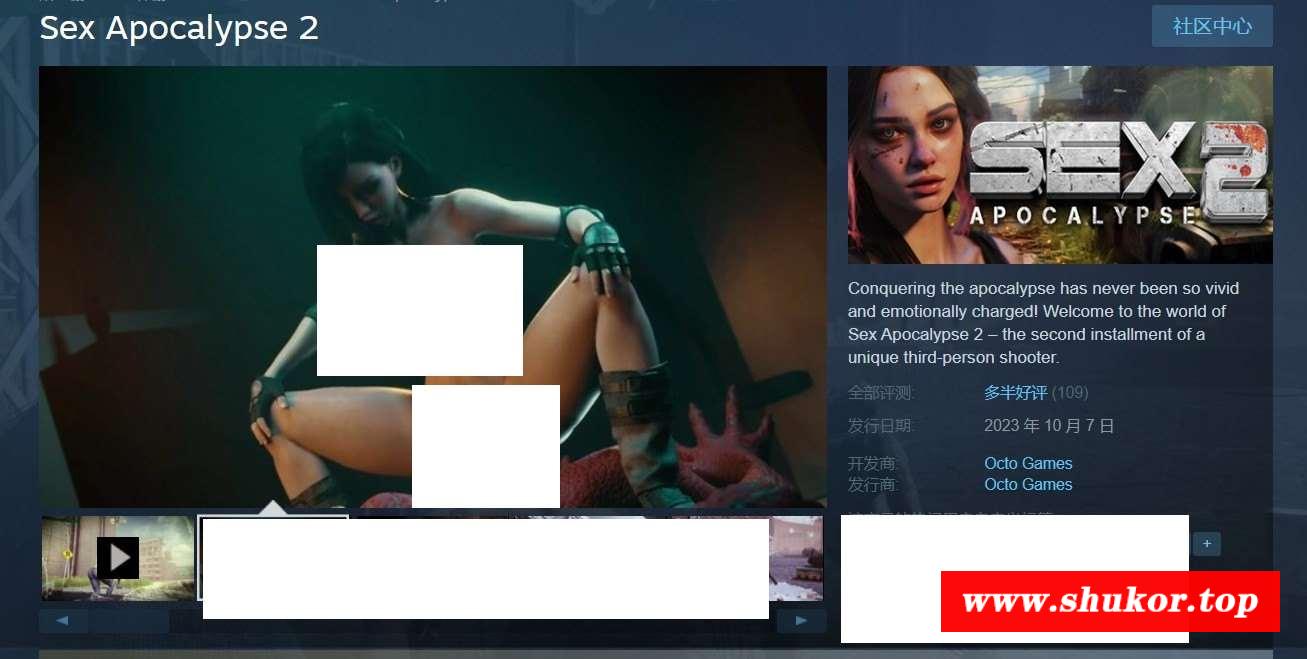 Sex Apocalypse 2
社区中心
SEX 2
APOCALYPSE
Conquering the apocalypse has never been so vivid
and emotionally charged! Welcome to the world of
Sex Apocalypse 2 – the second installment of a
unique third-person shooter.
全部评测: 多半好评 (109)
发行日期: 2023 年 10 月 7 日
开发商: Octo Games
发行商: Octo Games
+
www.shukor.top